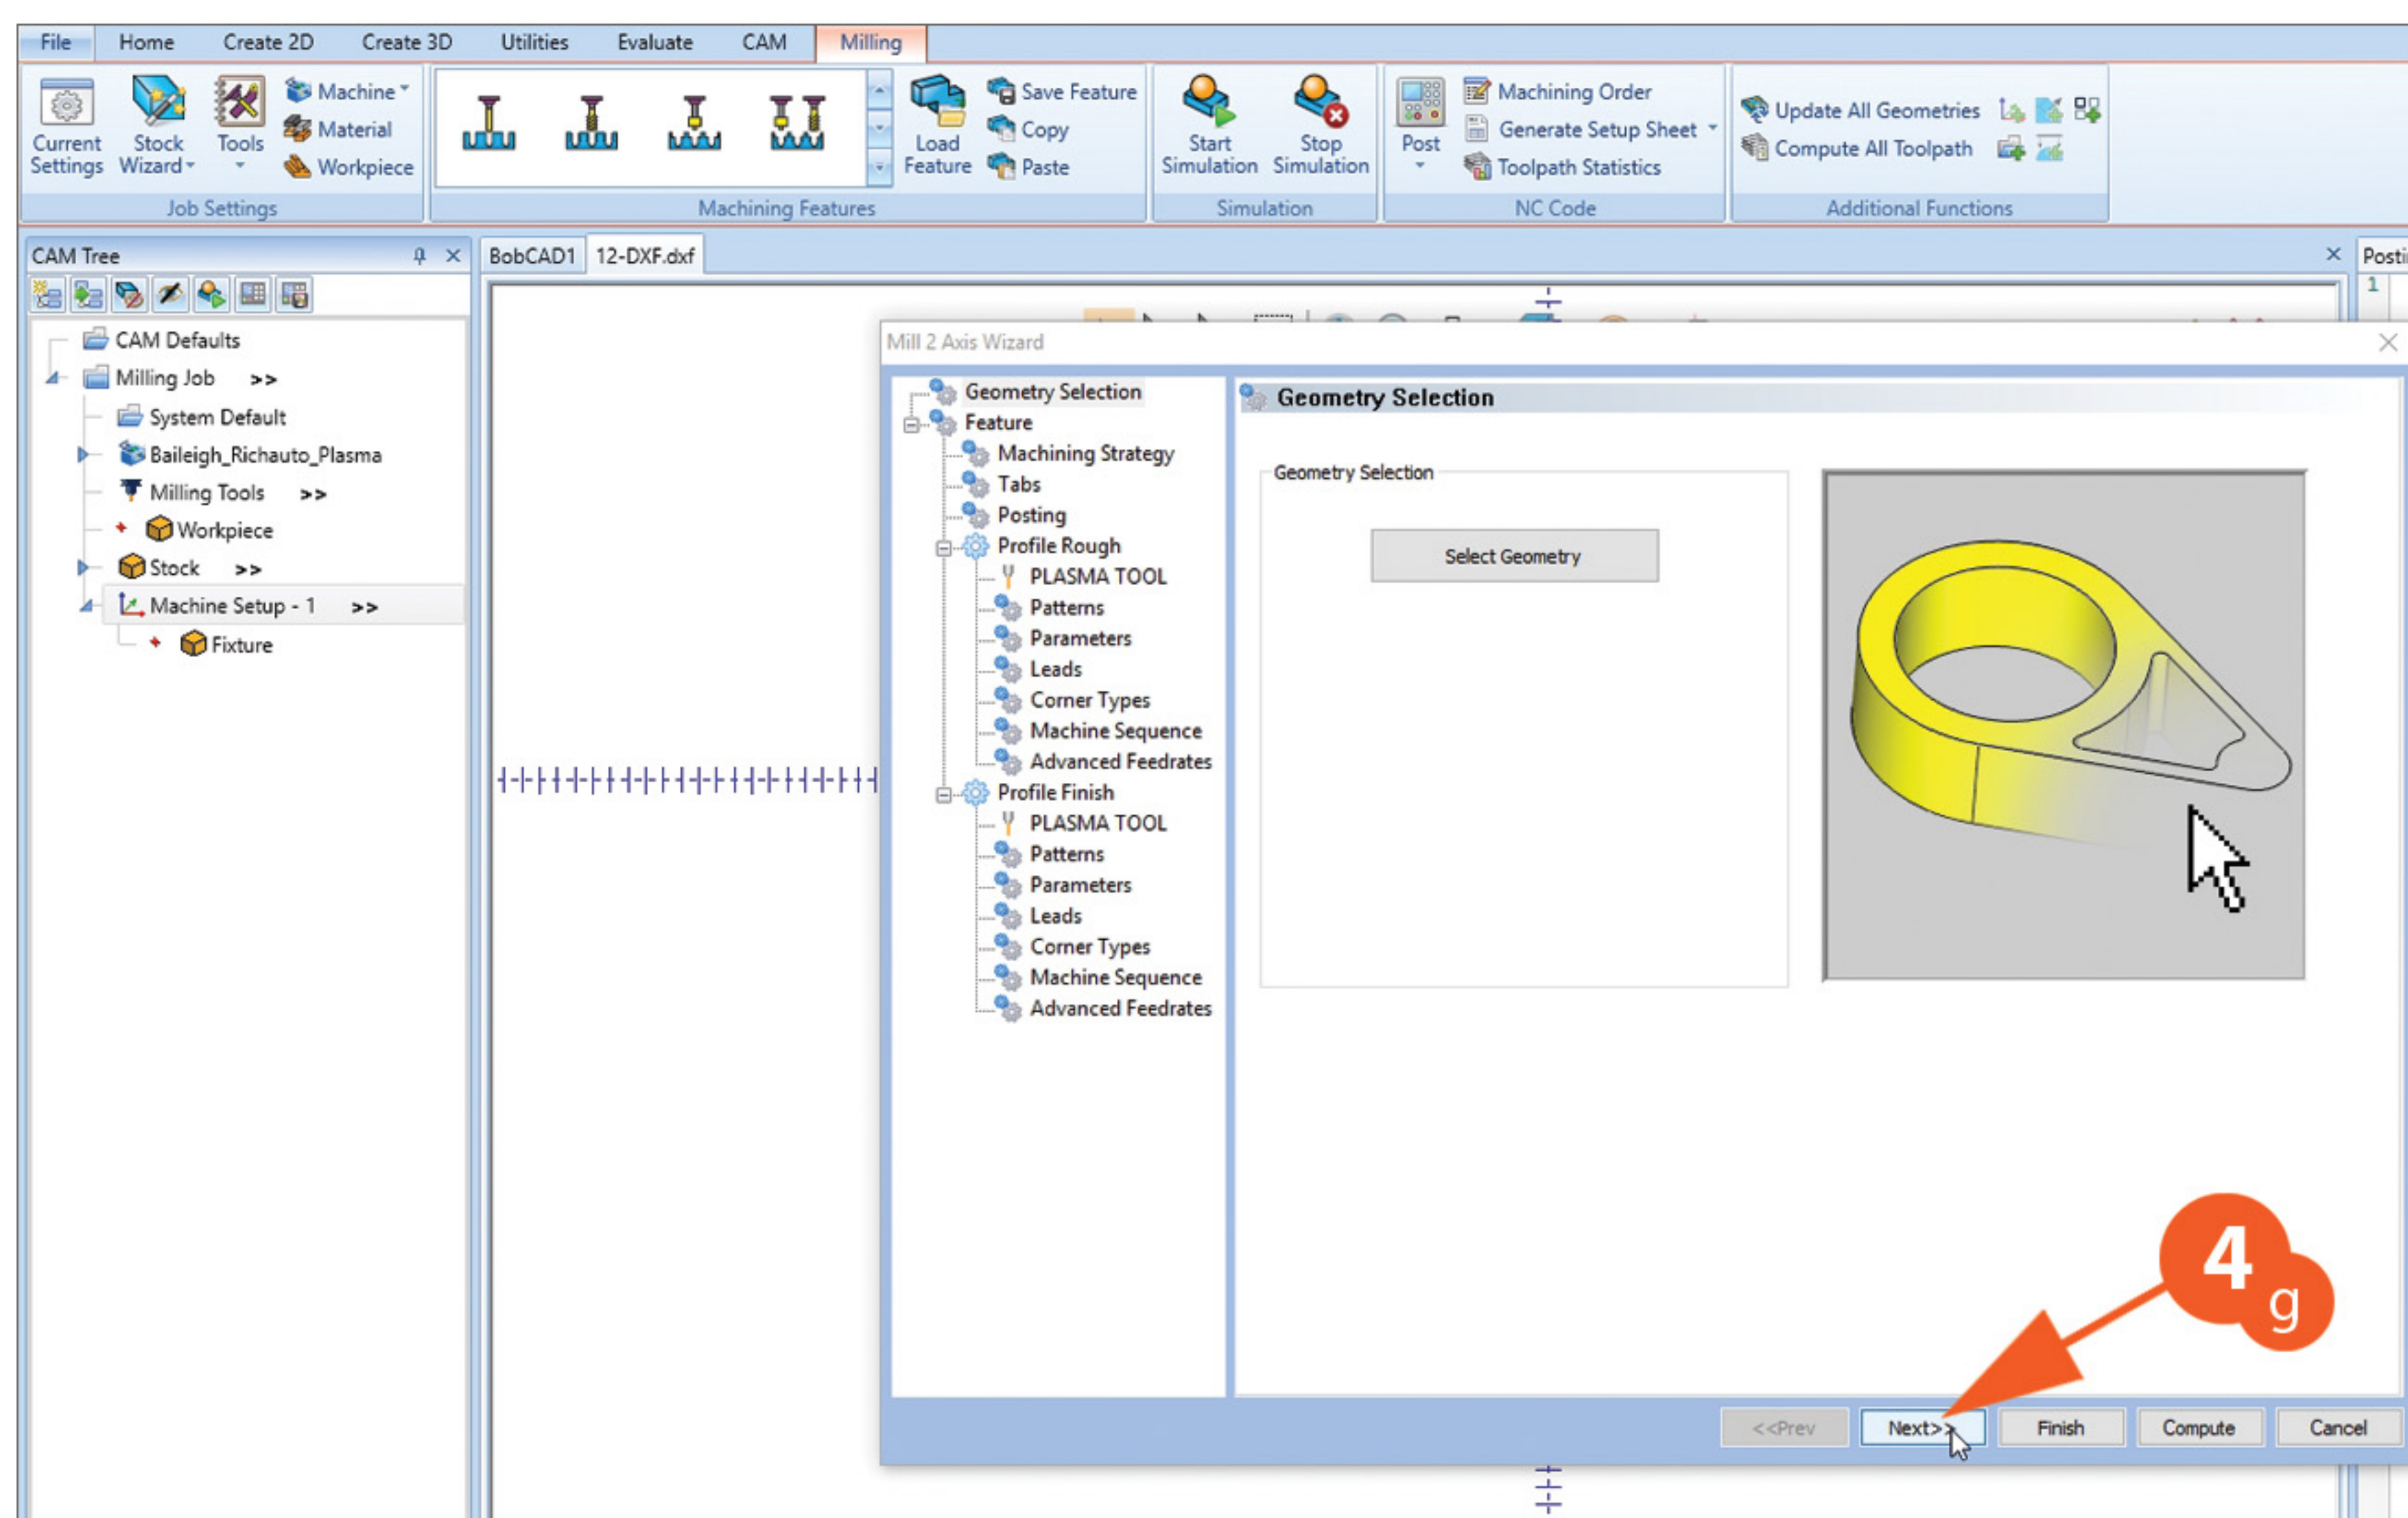 File Home Create 2D Create 3D Utilities Evaluate CAM Milling
Current Settings
Stock Wizard
Tools
Machine
Material
Workpiece
Job Settings
Load Feature
Save Feature
Copy
Paste
Machining Features
Start Simulation
Stop Simulation
Simulation
Post
Machining Order
Generate Setup Sheet
Toolpath Statistics
NC Code
Update All Geometries
Compute All Toolpath
Additional Functions
CAM Tree
BobCAD1 12-DXF.dxf
1
CAM Defaults
Milling Job >>
System Default
Baileigh_Richauto_Plasma
Milling Tools >>
Workpiece
Stock >>
Machine Setup - 1 >>
Fixture
Mill 2 Axis Wizard
Geometry Selection
Feature
Machining Strategy
Tabs
Posting
Profile Rough
PLASMA TOOL
Patterns
Parameters
Leads
Corner Types
Machine Sequence
Advanced Feedrates
Profile Finish
PLASMA TOOL
Patterns
Parameters
Leads
Corner Types
Machine Sequence
Advanced Feedrates
Geometry Selection
Geometry Selection
Select Geometry
4
g
<<Prev Next>> Finish Compute Cancel